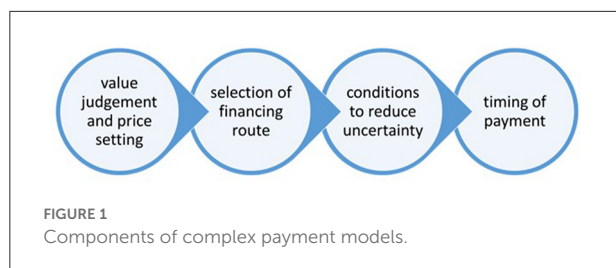 value
judgement
and price
setting
selection of
financing
route
conditions
to reduce
uncertainty
timing of
payment
FIGURE 1
Components of complex payment models.